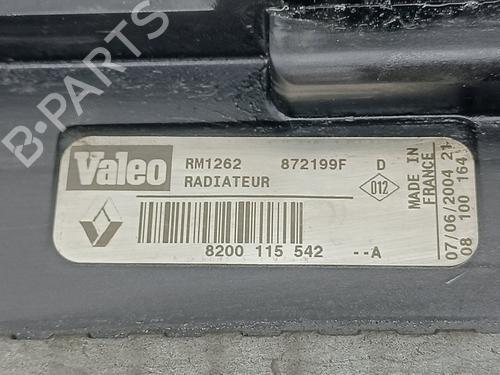 B-PARTS
Valeo
RM1262 872199F D
RADIATEUR
012
8200 115 542 --A
MADE IN
FRANCE
07/06/2004 21
08 100 164